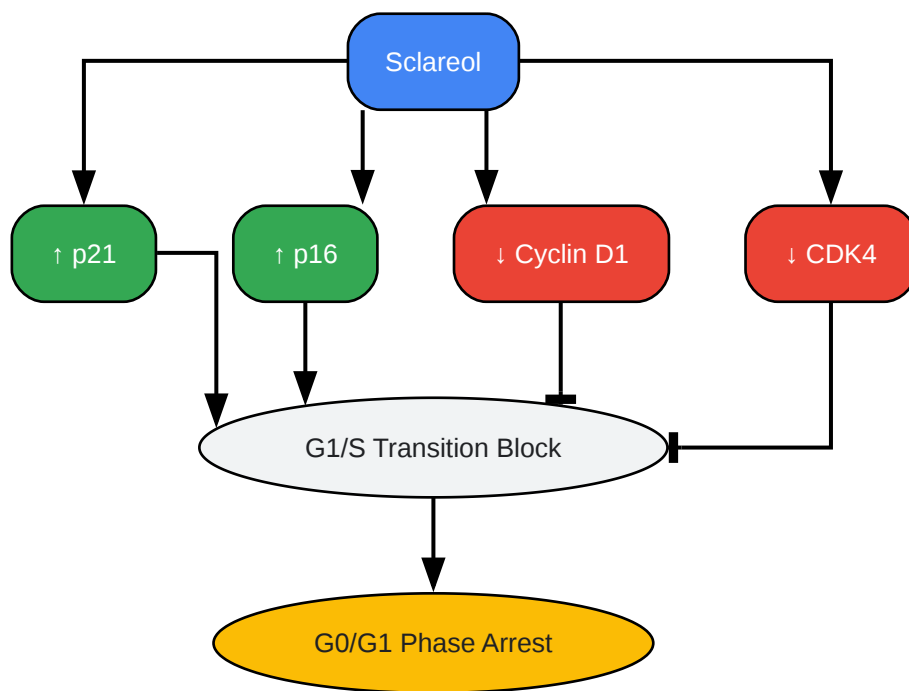 Sclareol
↑ p21
↑ p16
↓ Cyclin D1
↓ CDK4
G1/S Transition Block
G0/G1 Phase Arrest